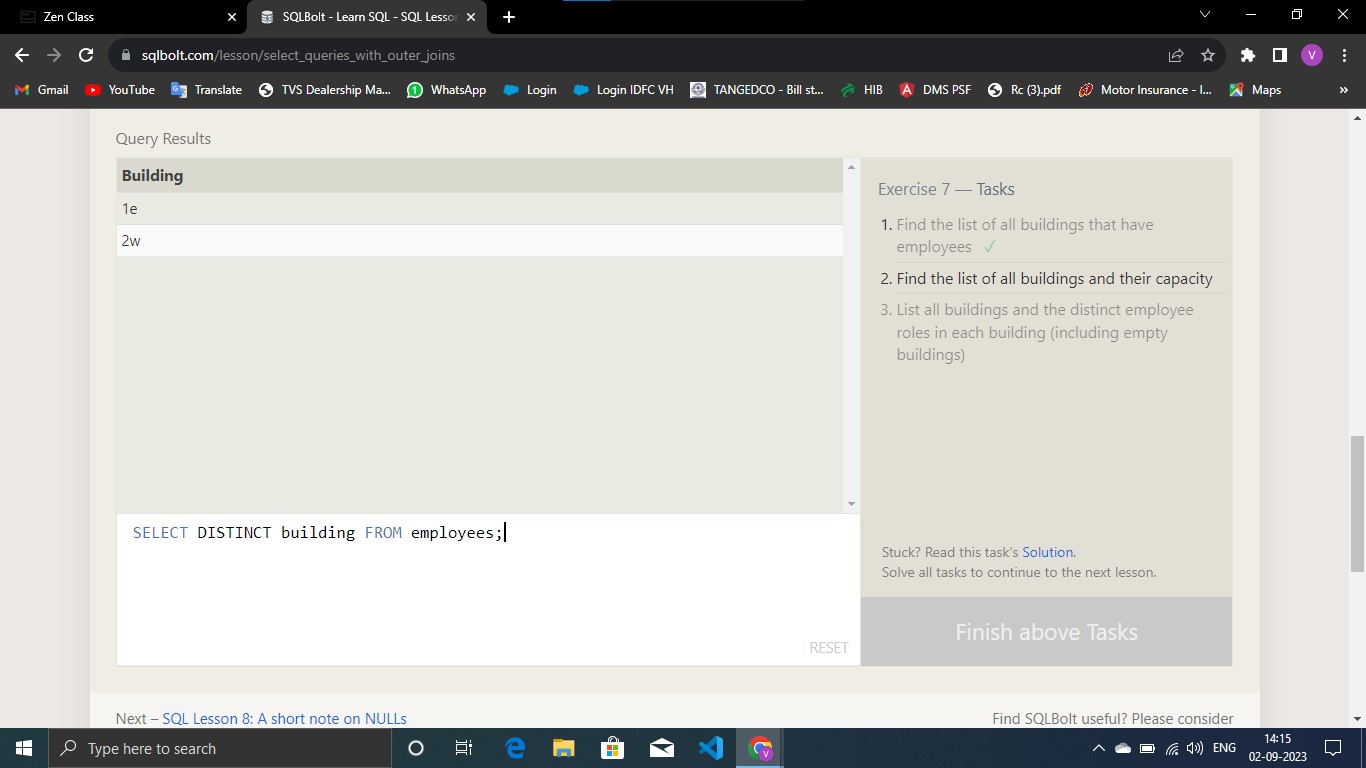 Zen Class
SQLBolt - Learn SQL - SQL Lesson
sqlbolt.com/lesson/select_queries_with_outer_joins
V
Gmail YouTube Translate TVS Dealership Ma... WhatsApp Login Login IDFC VH TANGEDCO - Bill st... HIB DMS PSF Rc (3).pdf Motor Insurance - I... Maps »
Query Results
Building
1e
2w
Exercise 7 — Tasks
1. Find the list of all buildings that have
employees ✓
2. Find the list of all buildings and their capacity
3. List all buildings and the distinct employee
roles in each building (including empty
buildings)
SELECT DISTINCT building FROM employees;
RESET
Stuck? Read this task's Solution.
Solve all tasks to continue to the next lesson.
Finish above Tasks
Next – SQL Lesson 8: A short note on NULLs
Find SQLBolt useful? Please consider
Type here to search
ENG
14:15
02-09-2023